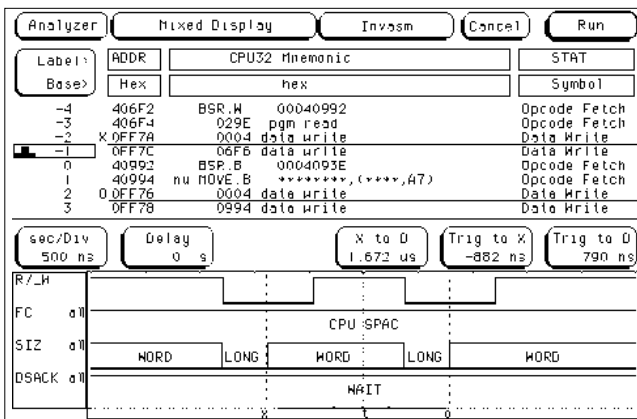 Analyzer Mixed Display Invasm Cancel Run
Label> ADDR CPU32 Mnemonic STAT
Base> Hex hex Symbol
-4 406F2 BSR.W 00040992 Opcode Fetch
-3 406F4 029E pgm read Opcode Fetch
-2 X 0FF7A 0004 data write Data Write
-1 0FF7C 06F6 data write Data Write
0 40992 BSR.B 0004093E Opcode Fetch
1 40994 nu MOVE.B ********,(****,A7) Opcode Fetch
2 O 0FF76 0004 data write Data Write
3 0FF78 0994 data write Data Write
sec/Div Delay X to O Trig to X Trig to O
500 ns 0 s 1.672 us -882 ns 790 ns
R/_W
FC all CPU SPAC
SIZ all WORD LONG WORD LONG WORD
DSACK all WAIT
X t O